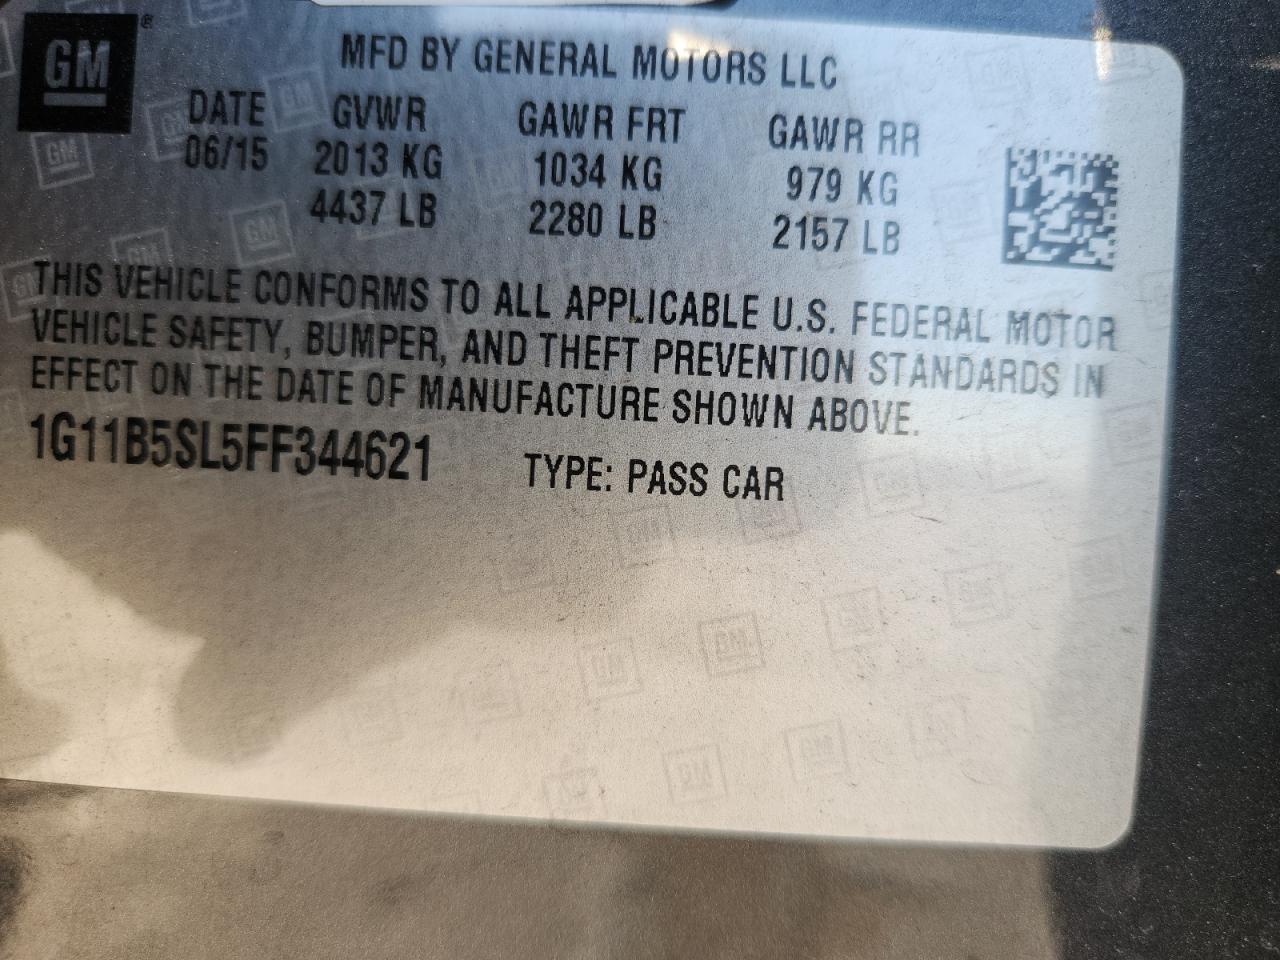 GM®
MFD BY GENERAL MOTORS LLC
DATE GVWR GAWR FRT GAWR RR
06/15 2013 KG 1034 KG 979 KG
4437 LB 2280 LB 2157 LB
THIS VEHICLE CONFORMS TO ALL APPLICABLE U.S. FEDERAL MOTOR
VEHICLE SAFETY, BUMPER, AND THEFT PREVENTION STANDARDS IN
EFFECT ON THE DATE OF MANUFACTURE SHOWN ABOVE.
1G11B5SL5FF344621 TYPE: PASS CAR